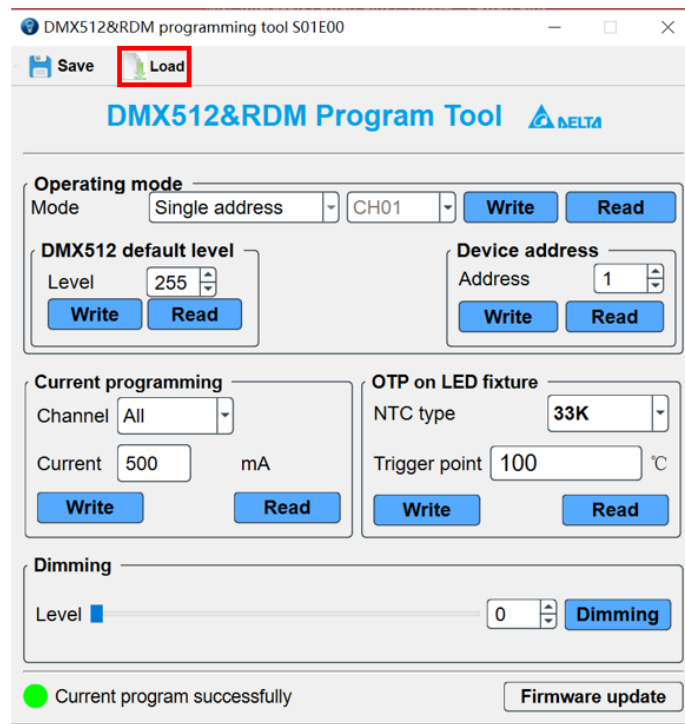 DMX512&RDM programming tool S01E00
Save Load
DMX512&RDM Program Tool DELTA
Operating mode
Mode Single address CH01 Write Read
DMX512 default level Device address
Level 255 Address 1
Write Read Write Read
Current programming OTP on LED fixture
Channel All NTC type 33K
Current 500 mA Trigger point 100 ℃
Write Read Write Read
Dimming
Level 0 Dimming
Current program successfully Firmware update